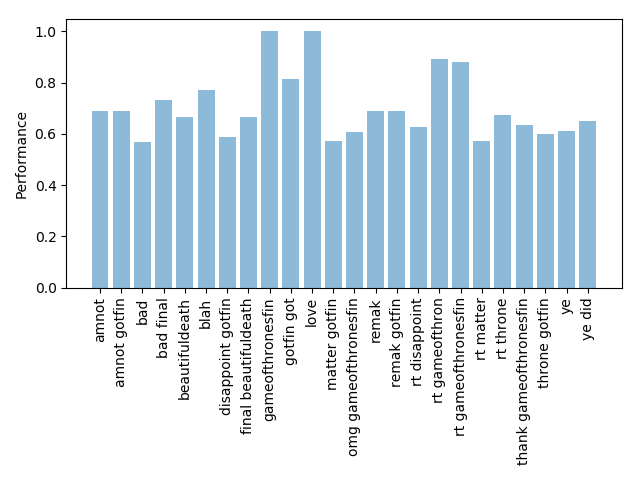 1.0
0.8
0.6
0.4
0.2
0.0
Performance
amnot
amnot gotfin
bad
bad final
beautifuldeath
blah
disappoint gotfin
final beautifuldeath
gameofthronesfin
gotfin got
love
matter gotfin
omg gameofthronesfin
remak
remak gotfin
rt disappoint
rt gameofthron
rt gameofthronesfin
rt matter
rt throne
thank gameofthronesfin
throne gotfin
ye
ye did